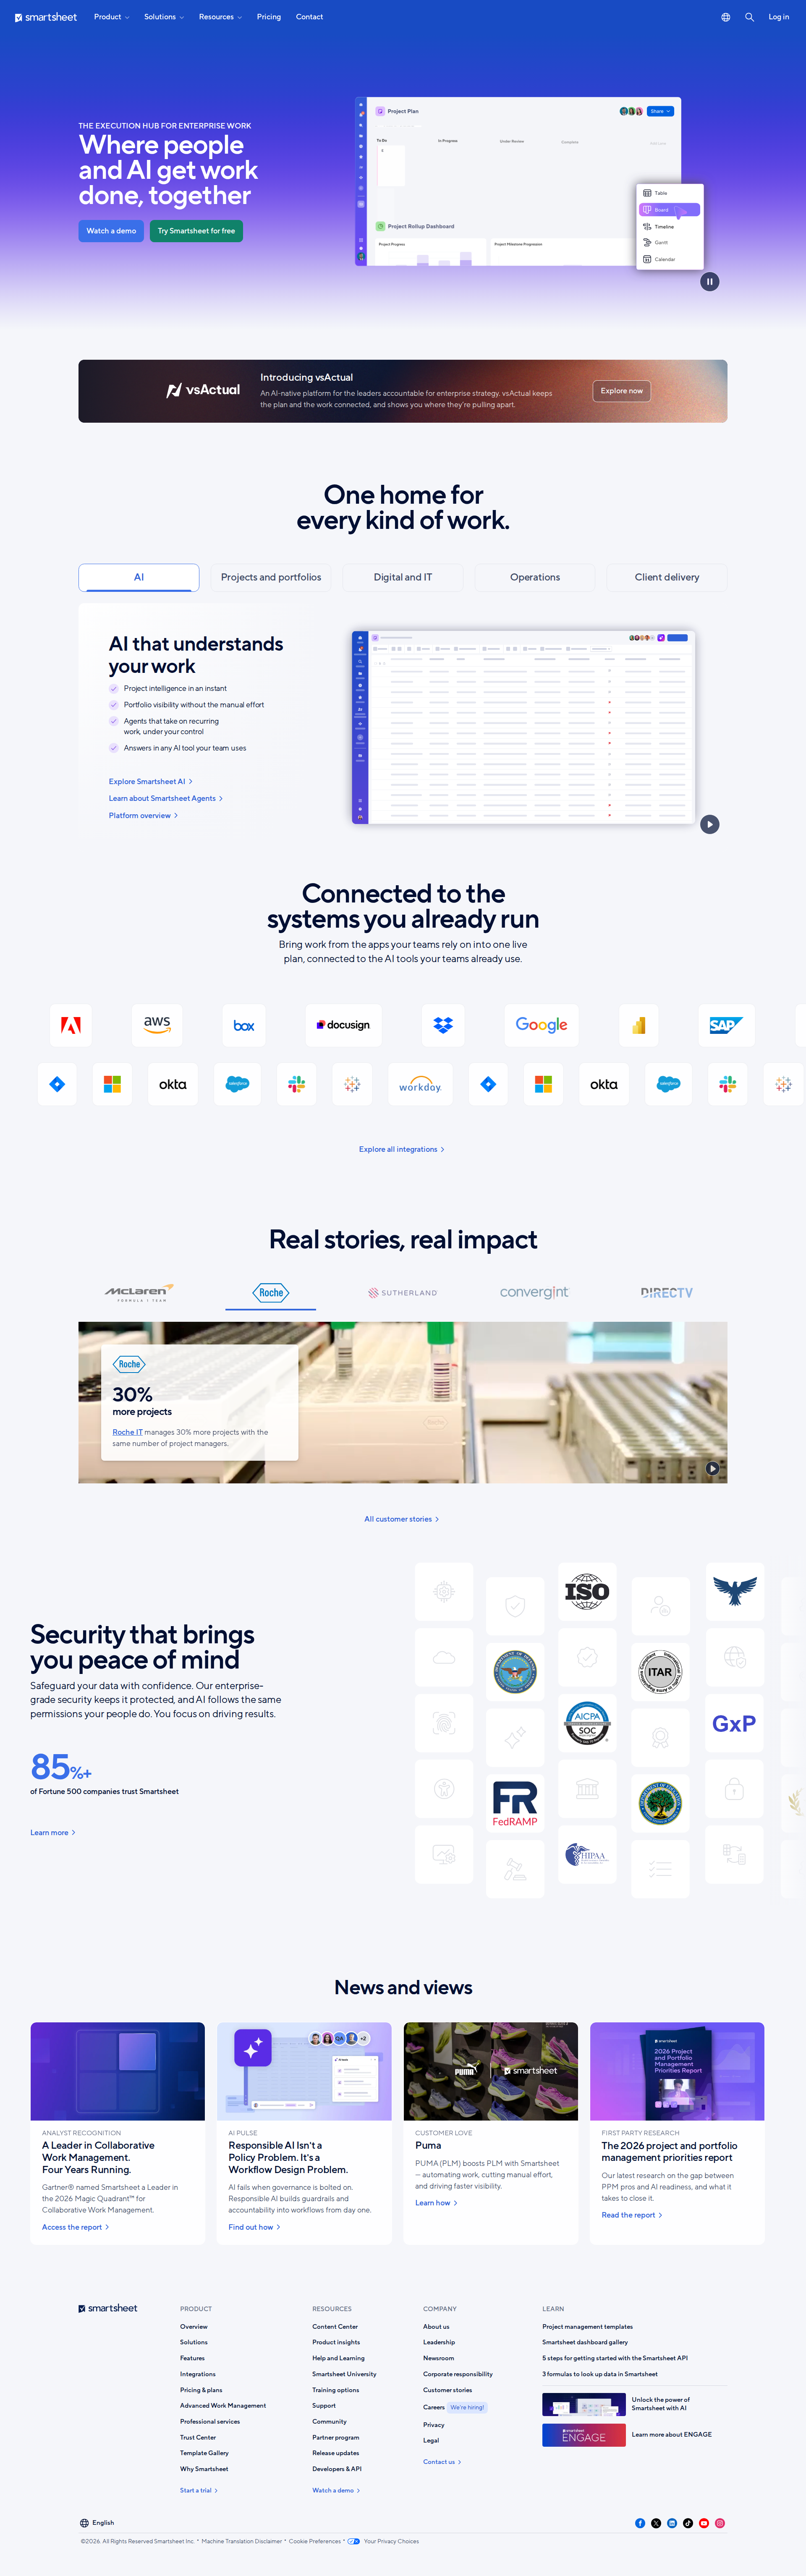 smartsheet
Product
Solutions
Resources
Pricing
Contact
Log in
THE EXECUTION HUB FOR ENTERPRISE WORK
Where people
and AI get work
done, together
Watch a demo
Try Smartsheet for free
Project Plan
Share
To Do
In Progress
Under Review
Complete
Project Rollup Dashboard
Project Progress
Project Milestone Progression
Table
Board
Timeline
Gantt
Calendar
vsActual
Introducing vsActual
An AI-native platform for the leaders accountable for enterprise strategy. vsActual keeps
the plan and the work connected, and shows you where they're pulling apart.
Explore now
One home for
every kind of work.
AI
Projects and portfolios
Digital and IT
Operations
Client delivery
AI that understands
your work
Project intelligence in an instant
Portfolio visibility without the manual effort
Agents that take on recurring
work, under your control
Answers in any AI tool your team uses
Explore Smartsheet AI
Learn about Smartsheet Agents
Platform overview
Connected to the
systems you already run
Bring work from the apps your teams rely on into one live
plan, connected to the AI tools your teams already use.
aws
box
docusign
Google
SAP
okta
salesforce
workday.
okta
salesforce
Explore all integrations
Real stories, real impact
McLaren
FORMULA 1 TEAM
Roche
SUTHERLAND
convergint
DIRECTV
Roche
30%
more projects
Roche IT manages 30% more projects with the
same number of project managers.
All customer stories
Security that brings
you peace of mind
Safeguard your data with confidence. Our enterprise-
grade security keeps it protected, and AI follows the same
permissions your people do. You focus on driving results.
85%+
of Fortune 500 companies trust Smartsheet
Learn more
ISO
ITAR
AICPA
SOC
GxP
FR
FedRAMP
HIPAA
News and views
ANALYST RECOGNITION
A Leader in Collaborative
Work Management.
Four Years Running.
Gartner® named Smartsheet a Leader in
the 2026 Magic Quadrant™ for
Collaborative Work Management.
Access the report
QA
+2
AI PULSE
Responsible AI Isn't a
Policy Problem. It's a
Workflow Design Problem.
AI fails when governance is bolted on.
Responsible AI builds guardrails and
accountability into workflows from day one.
Find out how
PUMA
smartsheet
CUSTOMER LOVE
Puma
PUMA (PLM) boosts PLM with Smartsheet
— automating work, cutting manual effort,
and driving faster visibility.
Learn how
smartsheet
2026 Project
and Portfolio
Management
Priorities Report
FIRST PARTY RESEARCH
The 2026 project and portfolio
management priorities report
Our latest research on the gap between
PPM pros and AI readiness, and what it
takes to close it.
Read the report
smartsheet
PRODUCT
Overview
Solutions
Features
Integrations
Pricing & plans
Advanced Work Management
Professional services
Trust Center
Template Gallery
Why Smartsheet
Start a trial
RESOURCES
Content Center
Product insights
Help and Learning
Smartsheet University
Training options
Support
Community
Partner program
Release updates
Developers & API
Watch a demo
COMPANY
About us
Leadership
Newsroom
Corporate responsibility
Customer stories
Careers We're hiring!
Privacy
Legal
Contact us
LEARN
Project management templates
Smartsheet dashboard gallery
5 steps for getting started with the Smartsheet API
3 formulas to look up data in Smartsheet
Unlock the power of
Smartsheet with AI
smartsheet
ENGAGE
Learn more about ENGAGE
English
©2026. All Rights Reserved Smartsheet Inc.
Machine Translation Disclaimer
Cookie Preferences
Your Privacy Choices